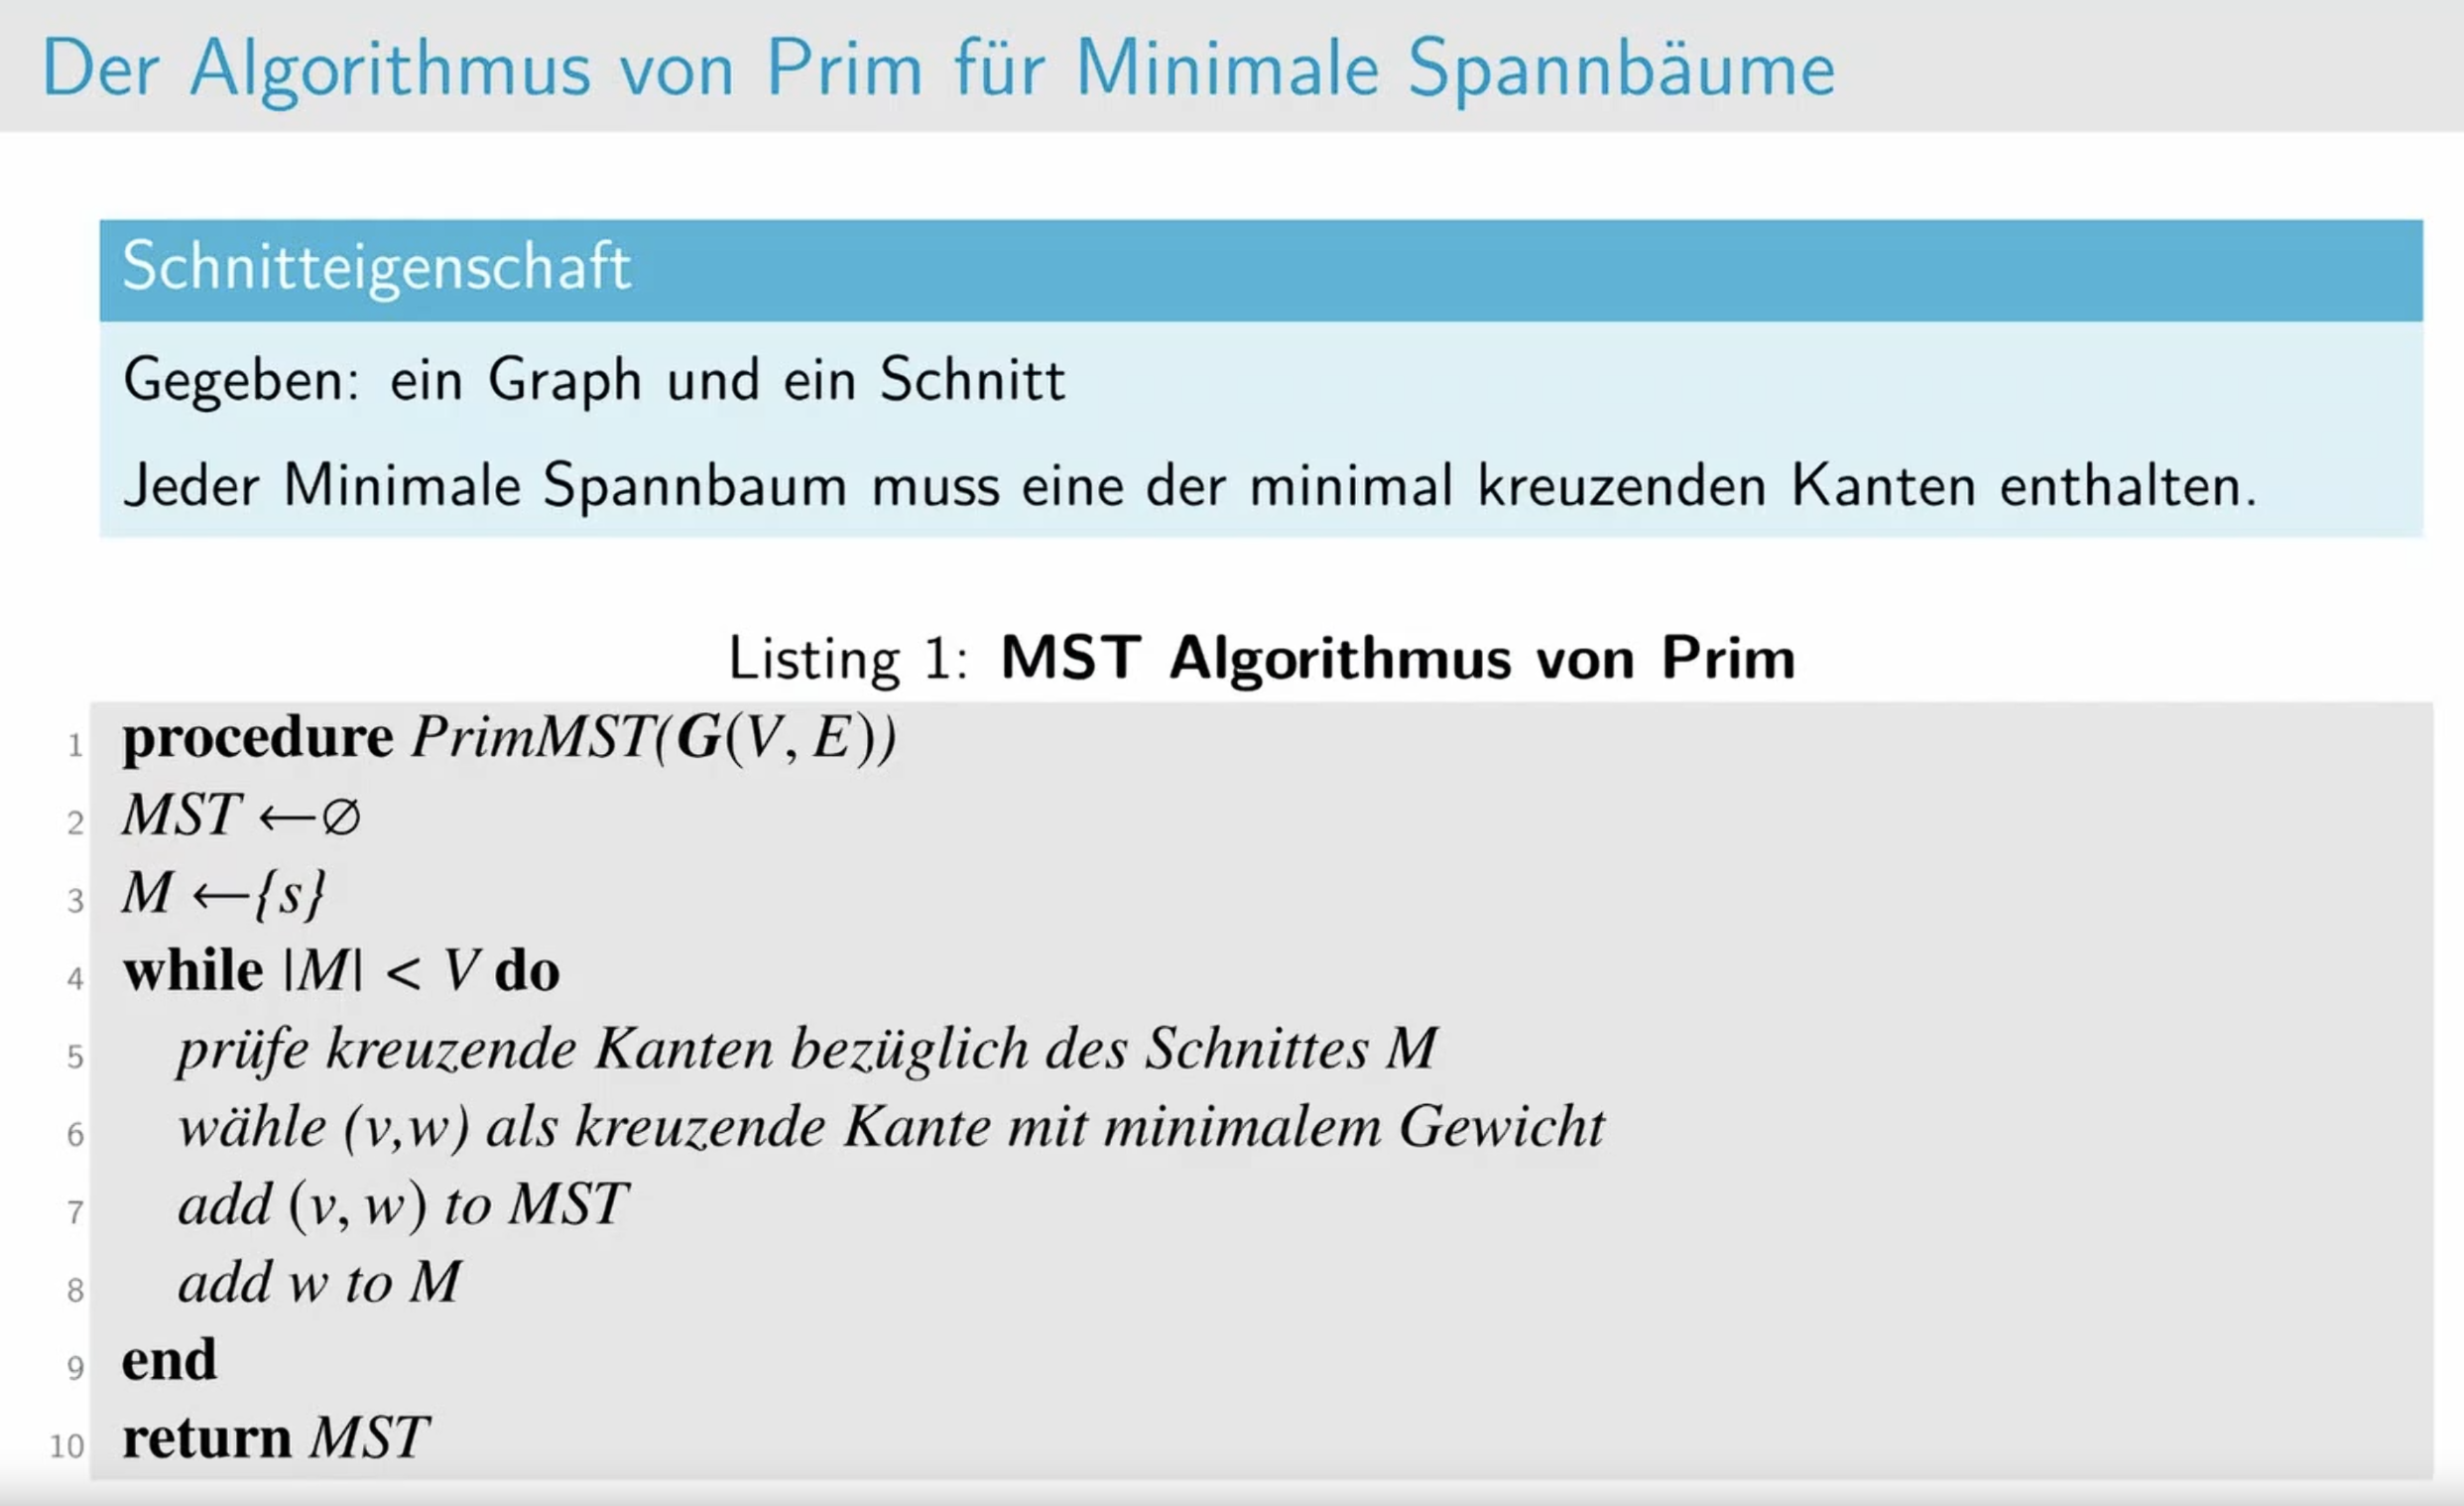 Der Algorithmus von Prim für Minimale Spannbäume
Schnitteigenschaft
Gegeben: ein Graph und ein Schnitt
Jeder Minimale Spannbaum muss eine der minimal kreuzenden Kanten enthalten.
Listing 1: MST Algorithmus von Prim
1 procedure PrimMST(G(V, E))
2 MST ←∅
3 M ←{s}
4 while |M| < V do
5 prüfe kreuzende Kanten bezüglich des Schnittes M
6 wähle (v,w) als kreuzende Kante mit minimalem Gewicht
7 add (v, w) to MST
8 add w to M
9 end
10 return MST